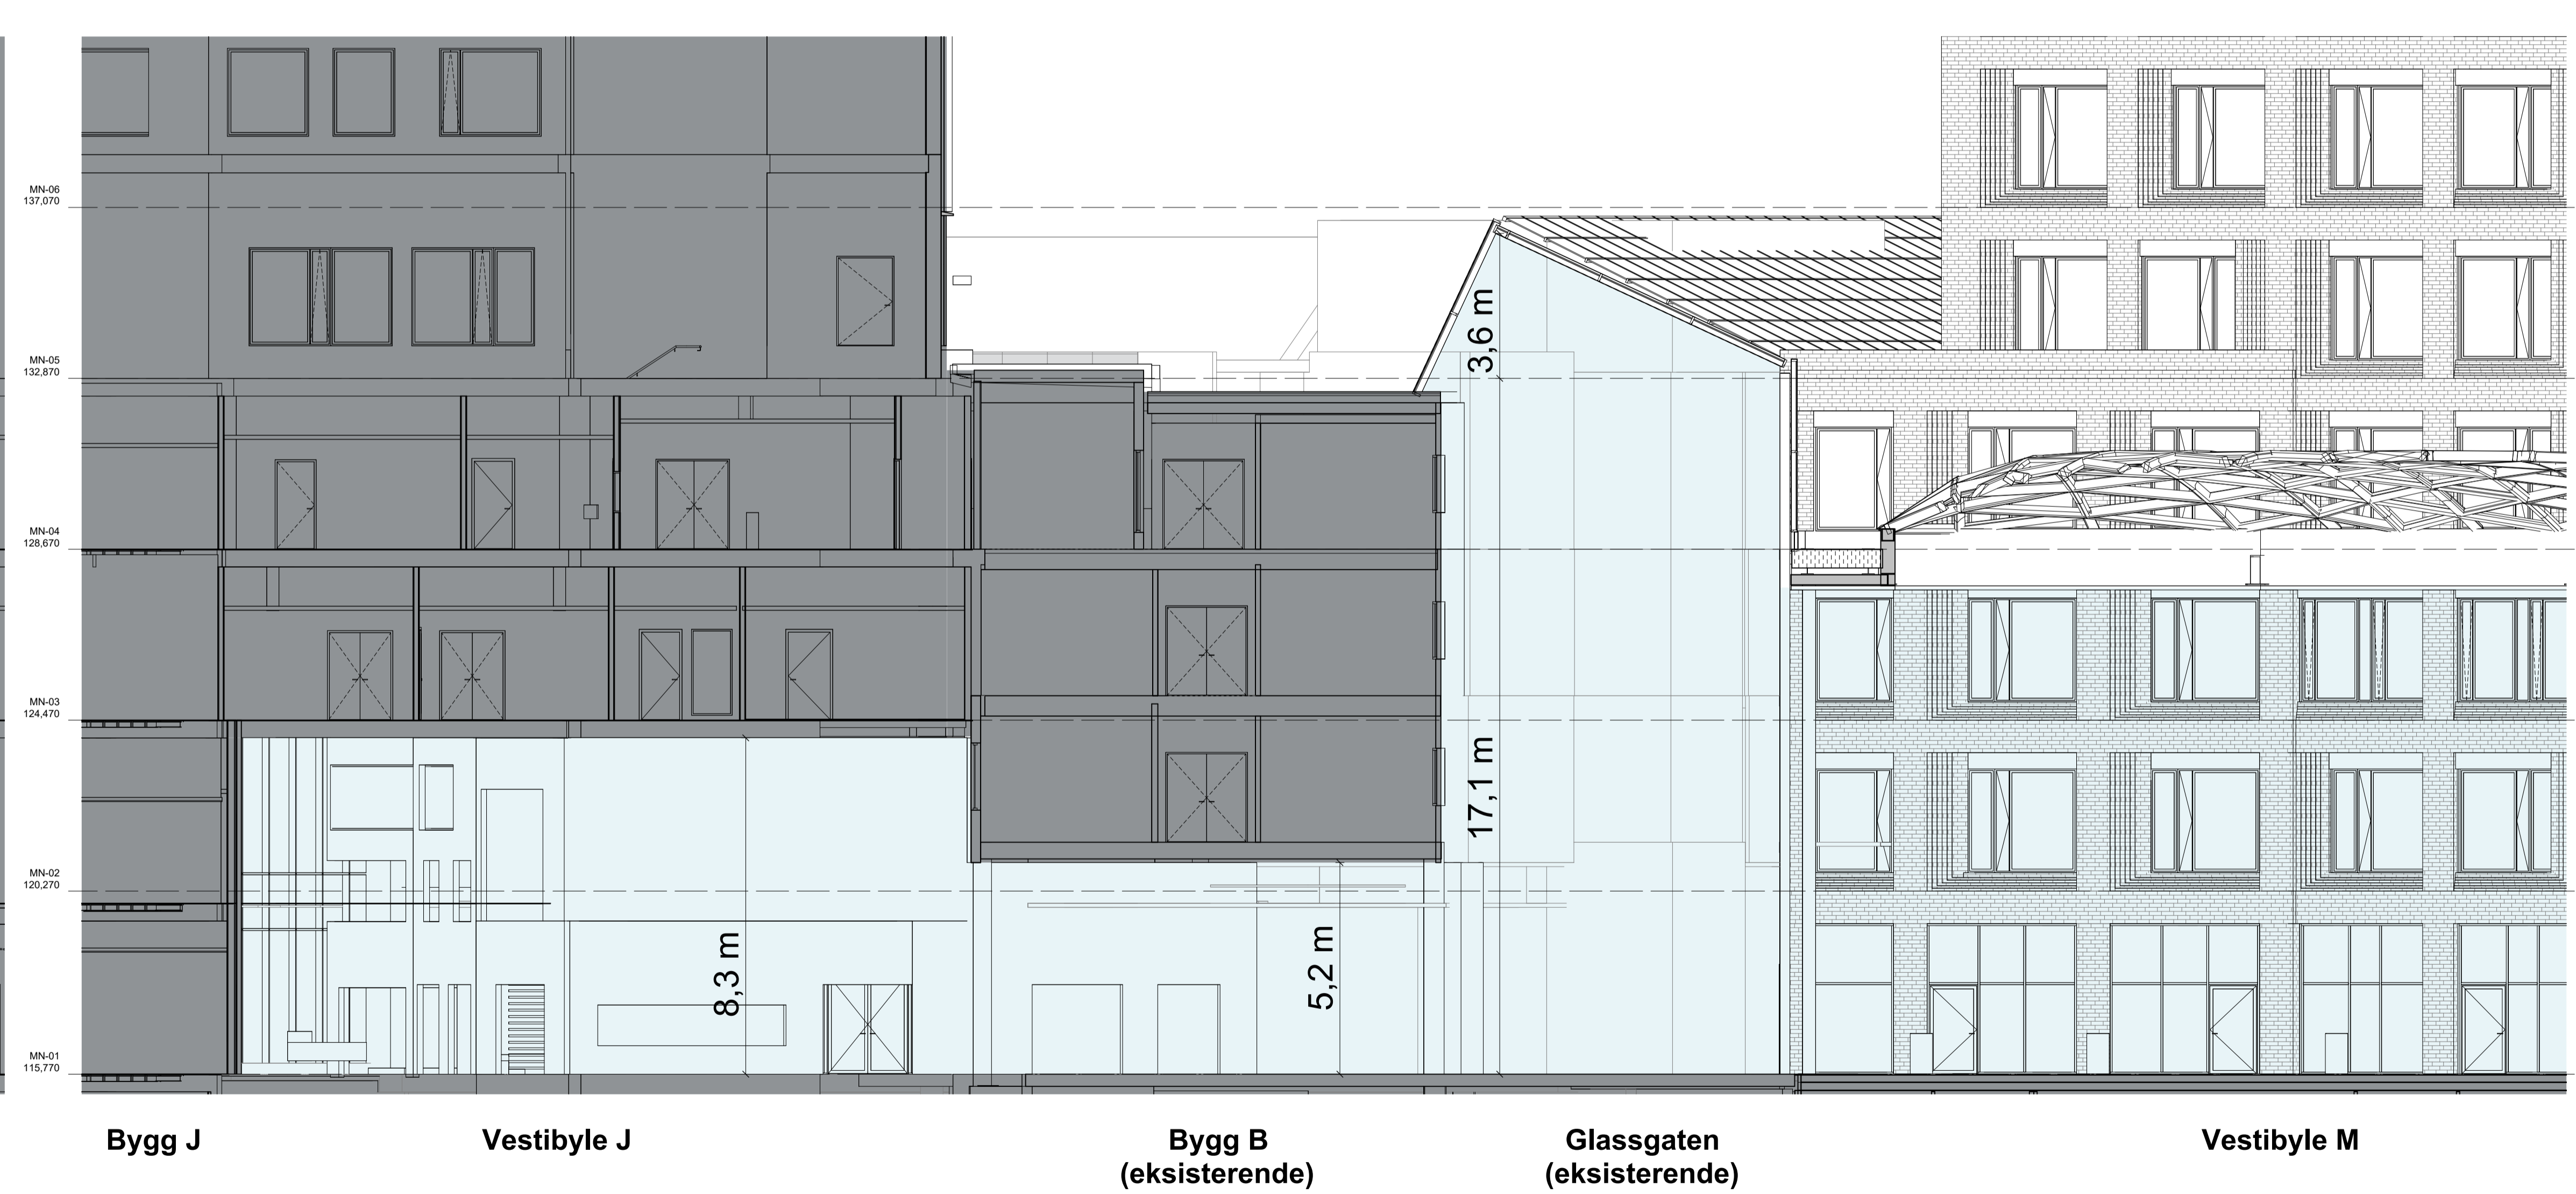 MN-06
137,070
MN-05
132,870
MN-04
128,670
MN-03
124,470
MN-02
120,270
MN-01
115,770
3,6 m
17,1 m
8,3 m
5,2 m
Bygg J
Vestibyle J
Bygg B
(eksisterende)
Glassgaten
(eksisterende)
Vestibyle M